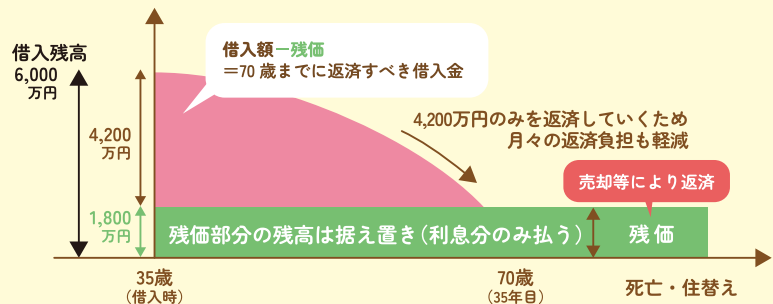 借入残高
6,000
万円
借入額ー残価
＝70歳までに返済すべき借入金
4,200
万円
4,200万円のみを返済していくため
月々の返済負担も軽減
売却等により返済
1,800
万円
残価部分の残高は据え置き（利息分のみ払う）
残価
35歳
（借入時）
70歳
（35年目）
死亡・住替え